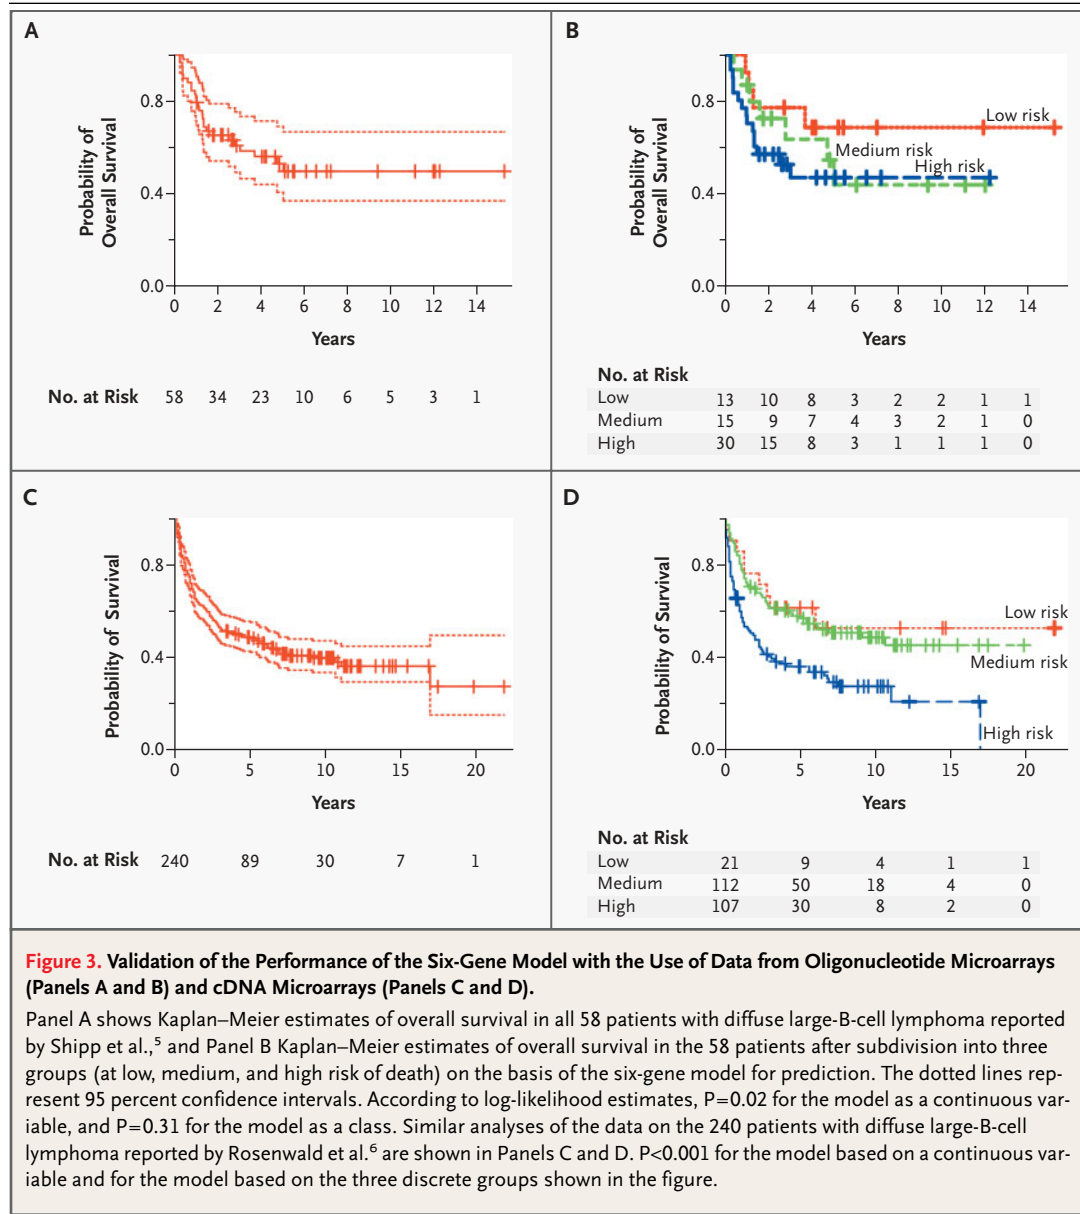 A
Probability of
Overall Survival
0.8
0.4
0.0
0 2 4 6 8 10 12 14
Years
No. at Risk 58 34 23 10 6 5 3 1
B
Probability of
Overall Survival
0.8
0.4
0.0
Low risk
Medium risk
High risk
0 2 4 6 8 10 12 14
Years
No. at Risk
Low 13 10 8 3 2 2 1 1
Medium 15 9 7 4 3 2 1 0
High 30 15 8 3 1 1 1 0
C
Probability of Survival
0.8
0.4
0.0
0 5 10 15 20
Years
No. at Risk 240 89 30 7 1
D
Probability of Survival
0.8
0.4
0.0
Low risk
Medium risk
High risk
0 5 10 15 20
Years
No. at Risk
Low 21 9 4 1 1
Medium 112 50 18 4 0
High 107 30 8 2 0
Figure 3. Validation of the Performance of the Six-Gene Model with the Use of Data from Oligonucleotide Microarrays
(Panels A and B) and cDNA Microarrays (Panels C and D).
Panel A shows Kaplan–Meier estimates of overall survival in all 58 patients with diffuse large-B-cell lymphoma reported
by Shipp et al.,⁵ and Panel B Kaplan–Meier estimates of overall survival in the 58 patients after subdivision into three
groups (at low, medium, and high risk of death) on the basis of the six-gene model for prediction. The dotted lines rep-
resent 95 percent confidence intervals. According to log-likelihood estimates, P=0.02 for the model as a continuous var-
iable, and P=0.31 for the model as a class. Similar analyses of the data on the 240 patients with diffuse large-B-cell
lymphoma reported by Rosenwald et al.⁶ are shown in Panels C and D. P<0.001 for the model based on a continuous var-
iable and for the model based on the three discrete groups shown in the figure.